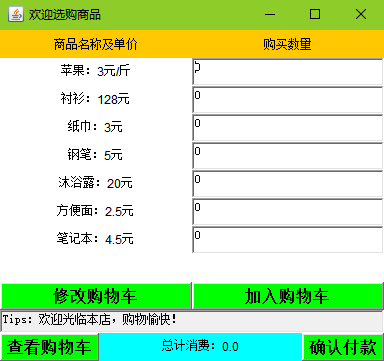 欢迎选购商品
商品名称及单价 购买数量
苹果：3元/斤
衬衫：128元 0
纸巾：3元 0
钢笔：5元 0
沐浴露：20元 0
方便面：2.5元 0
笔记本：4.5元 0
修改购物车 加入购物车
Tips: 欢迎光临本店，购物愉快！
查看购物车 总计消费：0.0 确认付款